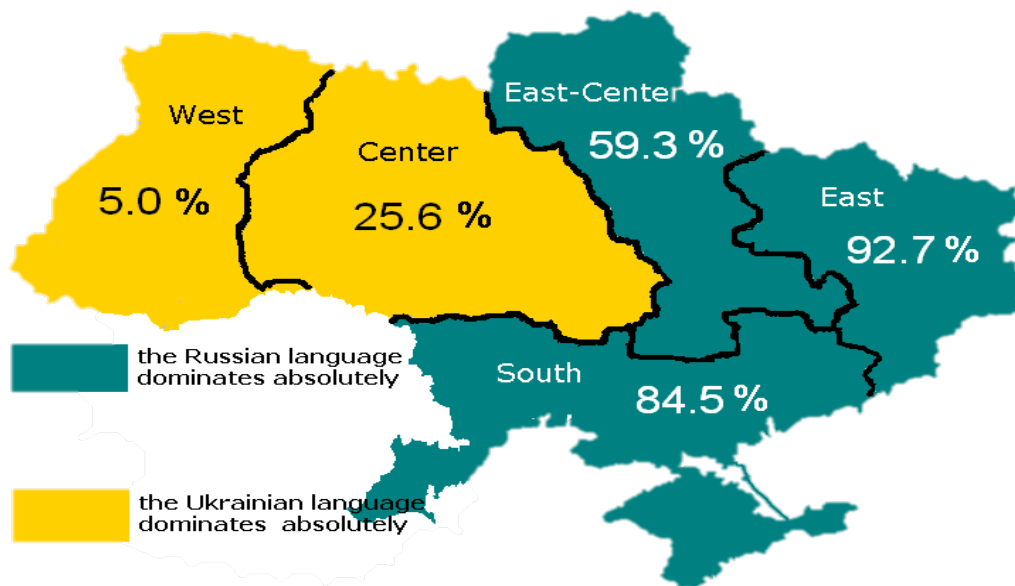 East-Center
59.3 %
West
5.0 %
Center
25.6 %
East
92.7 %
South
84.5 %
the Russian language
dominates absolutely
the Ukrainian language
dominates absolutely